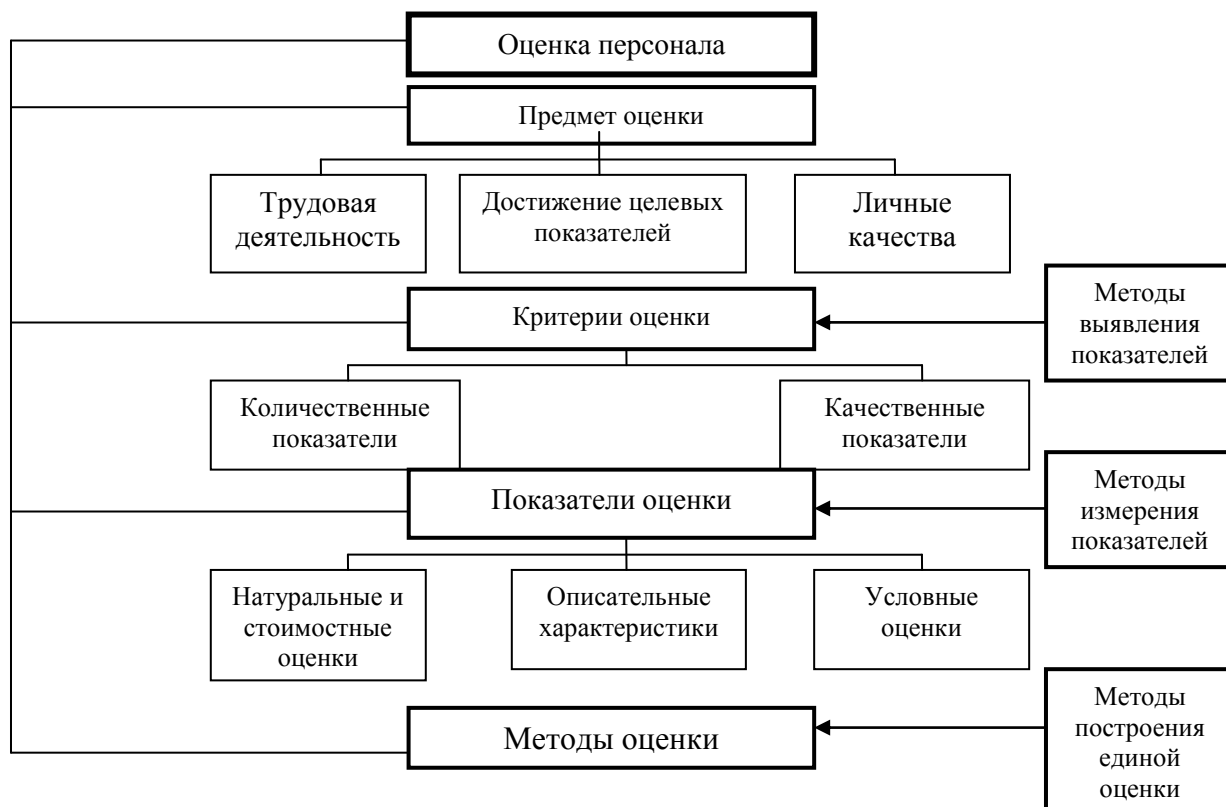 Оценка персонала
Предмет оценки
Трудовая
деятельность
Достижение целевых
показателей
Личные
качества
Критерии оценки
Методы
выявления
показателей
Количественные
показатели
Качественные
показатели
Показатели оценки
Методы
измерения
показателей
Натуральные и
стоимостные
оценки
Описательные
характеристики
Условные
оценки
Методы оценки
Методы
построения
единой
оценки